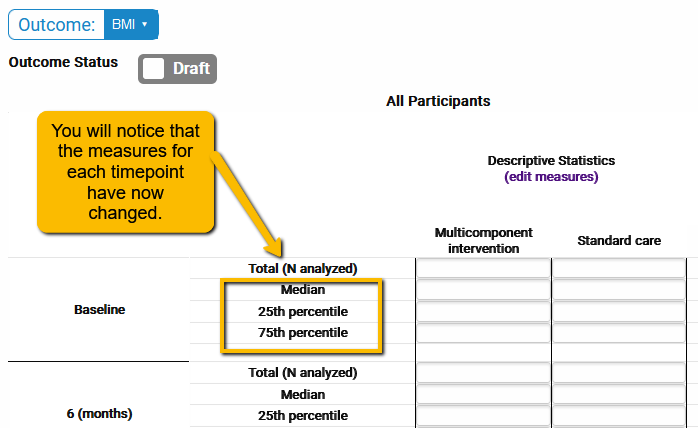 Outcome: BMI
Outcome Status Draft
All Participants
You will notice that
the measures for
each timepoint
have now
changed.
Descriptive Statistics
(edit measures)
Multicomponent
intervention
Standard care
Total (N analyzed)
Median
Baseline
25th percentile
75th percentile
Total (N analyzed)
Median
6 (months)
25th percentile